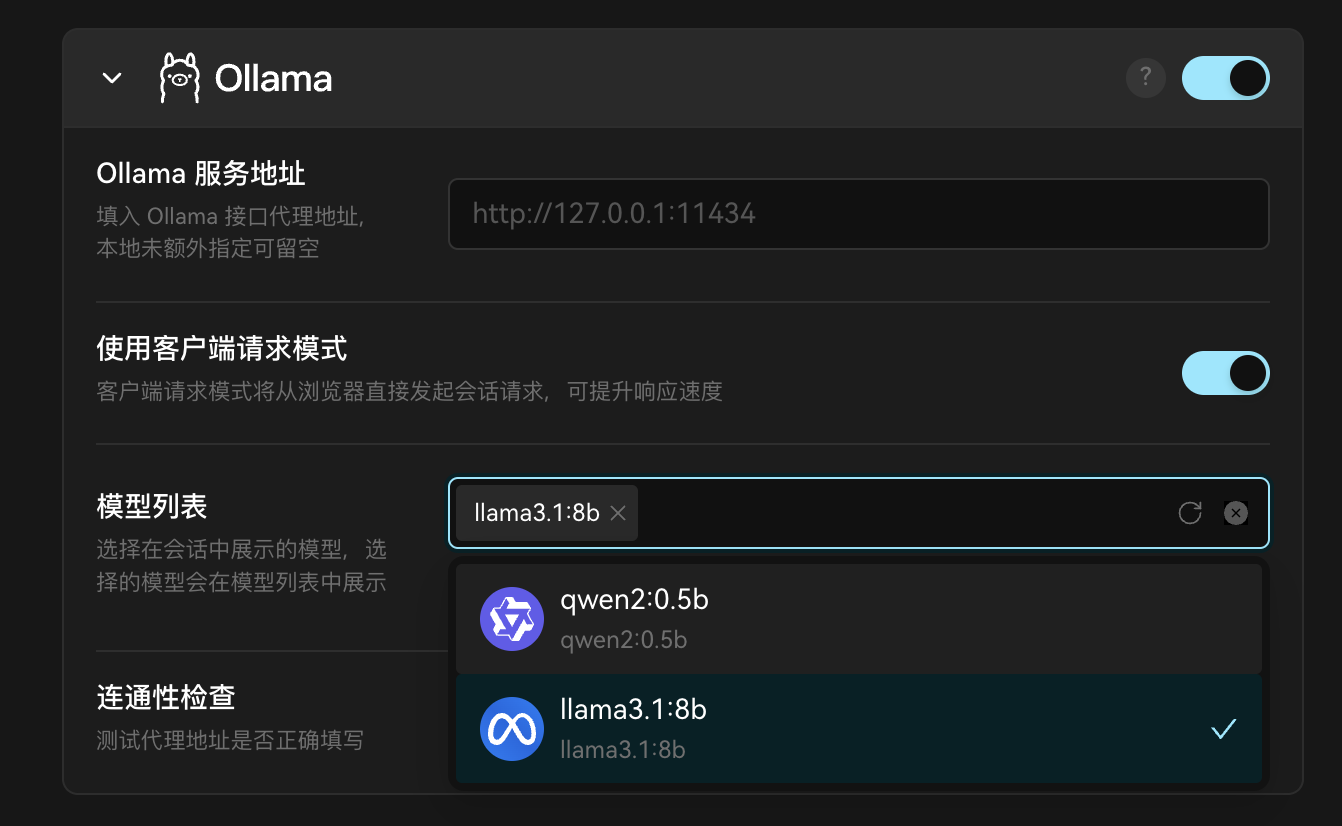 Ollama
?
Ollama 服务地址
填入 Ollama 接口代理地址,
本地未额外指定可留空
http://127.0.0.1:11434
使用客户端请求模式
客户端请求模式将从浏览器直接发起会话请求，可提升响应速度
模型列表
选择在会话中展示的模型，选
择的模型会在模型列表中展示
llama3.1:8b
qwen2:0.5b
qwen2:0.5b
llama3.1:8b
llama3.1:8b
连通性检查
测试代理地址是否正确填写